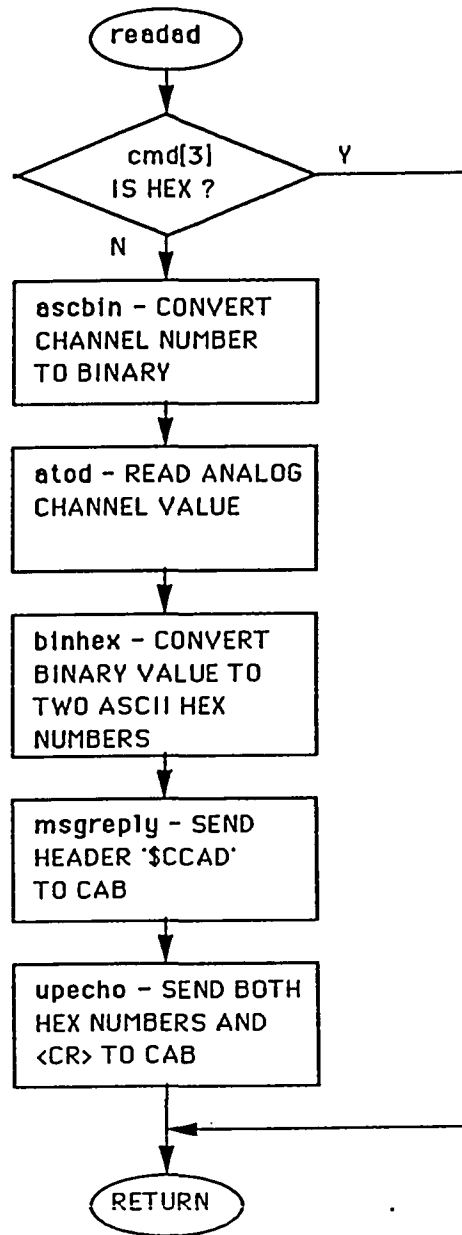 readad
cmd[3]
IS HEX ?
Y
N
ascbin - CONVERT
CHANNEL NUMBER
TO BINARY
atod - READ ANALOG
CHANNEL VALUE
binhex - CONVERT
BINARY VALUE TO
TWO ASCII HEX
NUMBERS
msgreply - SEND
HEADER '$CCAD'
TO CAB
upecho - SEND BOTH
HEX NUMBERS AND
<CR> TO CAB
RETURN